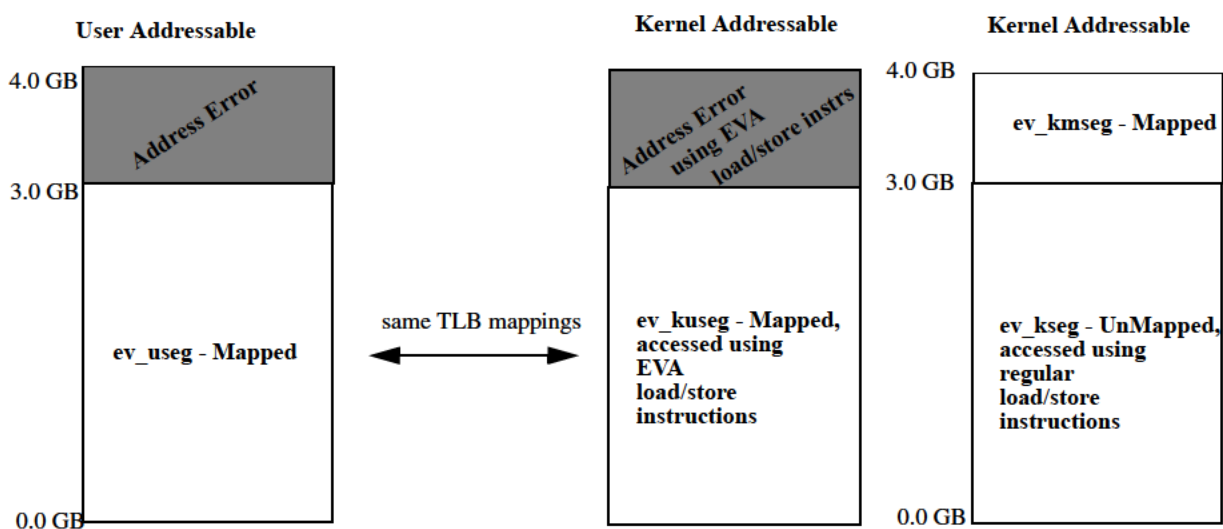 User Addressable
4.0 GB
Address Error
3.0 GB
ev_useg - Mapped
0.0 GB
same TLB mappings
Kernel Addressable
Address Error
using EVA
load/store instrs
ev_kuseg - Mapped,
accessed using
EVA
load/store
instructions
Kernel Addressable
4.0 GB
ev_kmseg - Mapped
3.0 GB
ev_kseg - UnMapped,
accessed using
regular
load/store
instructions
0.0 GB